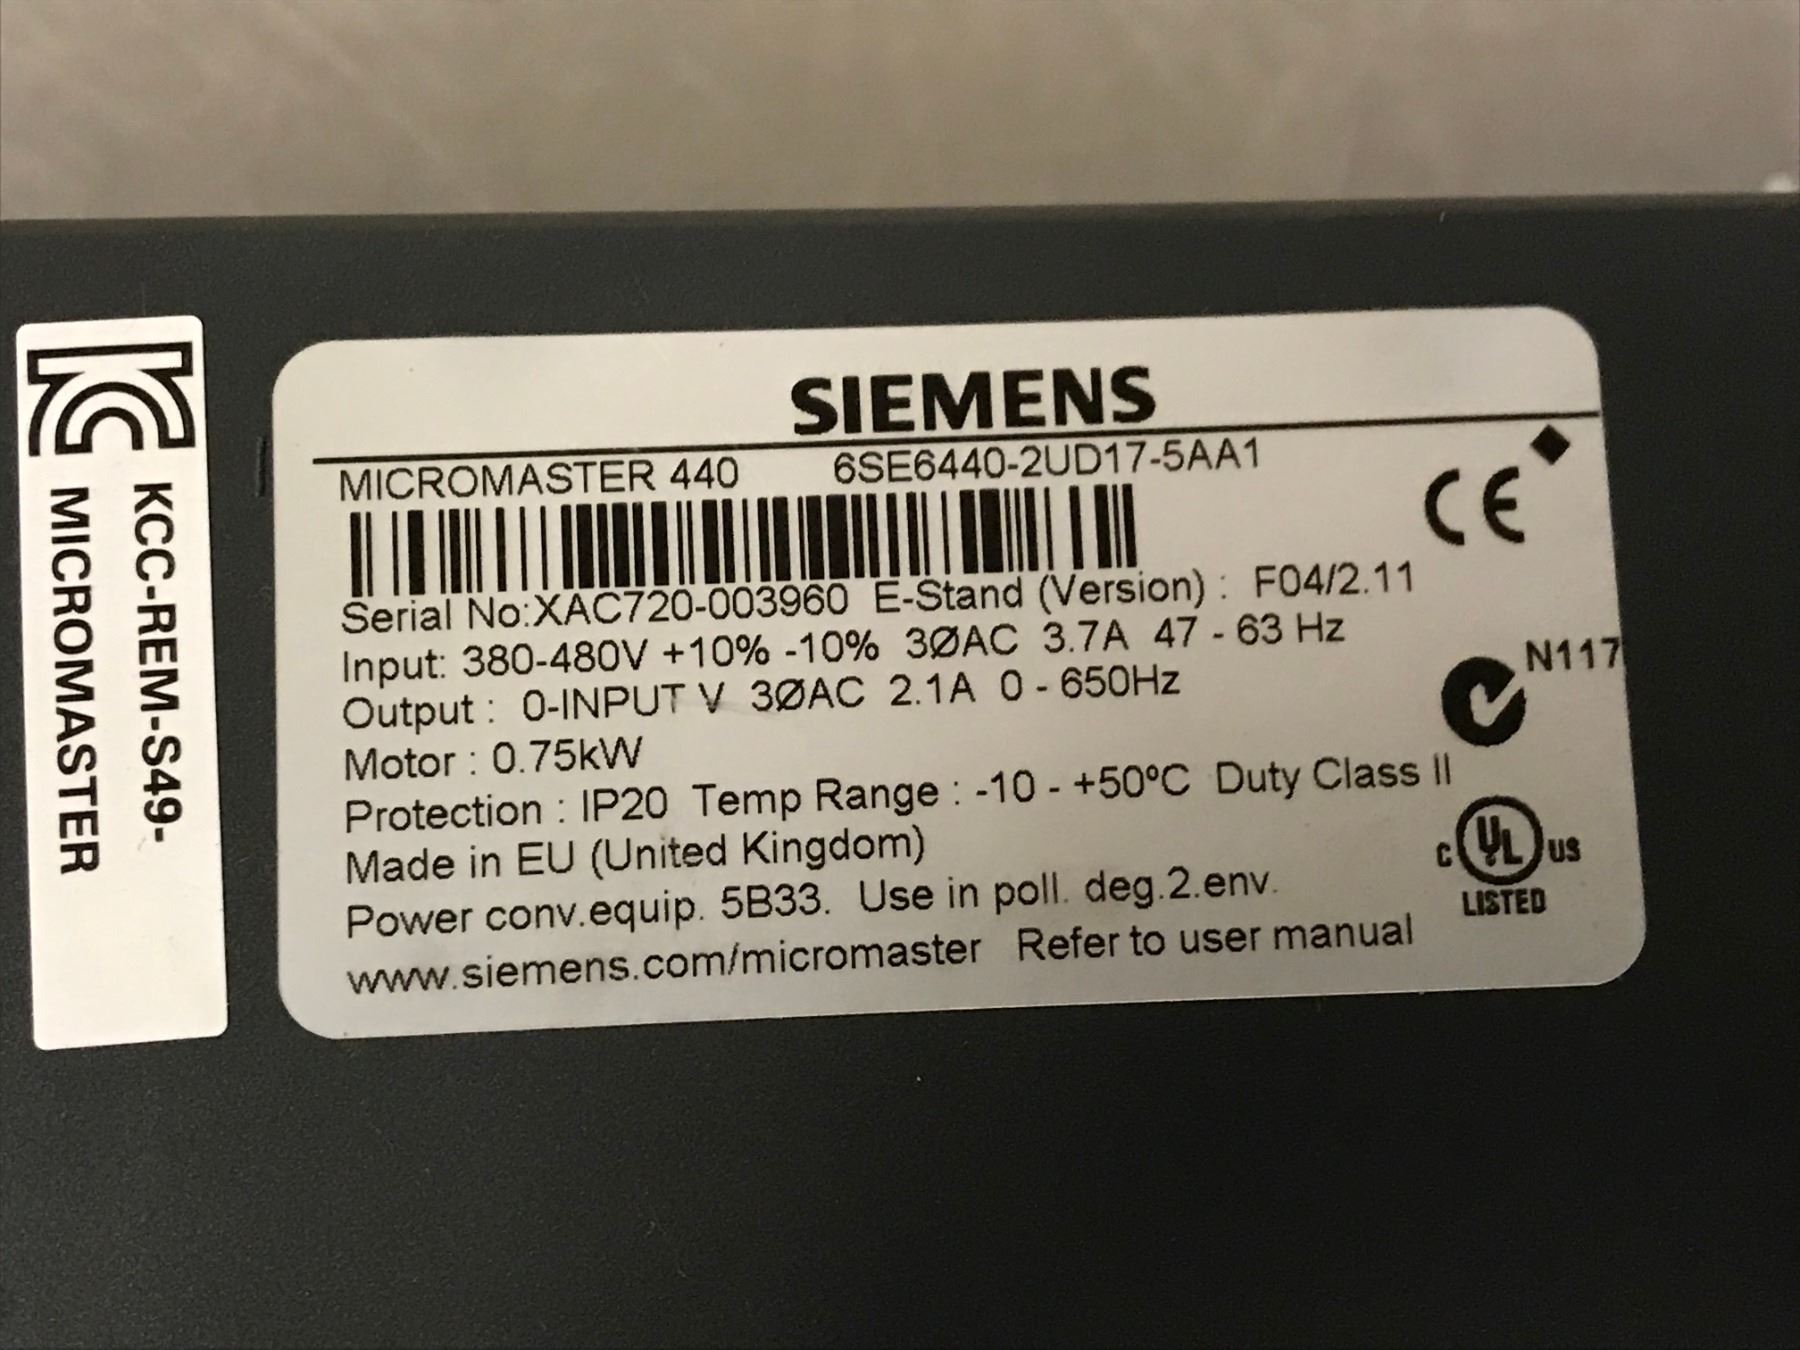 KCC-REM-S49-
MICROMASTER
SIEMENS
MICROMASTER 440 6SE6440-2UD17-5AA1
CE
Serial No:XAC720-003960 E-Stand (Version) : F04/2.11
Input: 380-480V +10% -10% 3ØAC 3.7A 47 - 63 Hz
N117
Output : 0-INPUT V 3ØAC 2.1A 0 - 650Hz
Motor : 0.75kW
Protection : IP20 Temp Range : -10 - +50ºC Duty Class II
Made in EU (United Kingdom)
c UL US
LISTED
Power conv.equip. 5B33. Use in poll. deg.2.env.
www.siemens.com/micromaster Refer to user manual